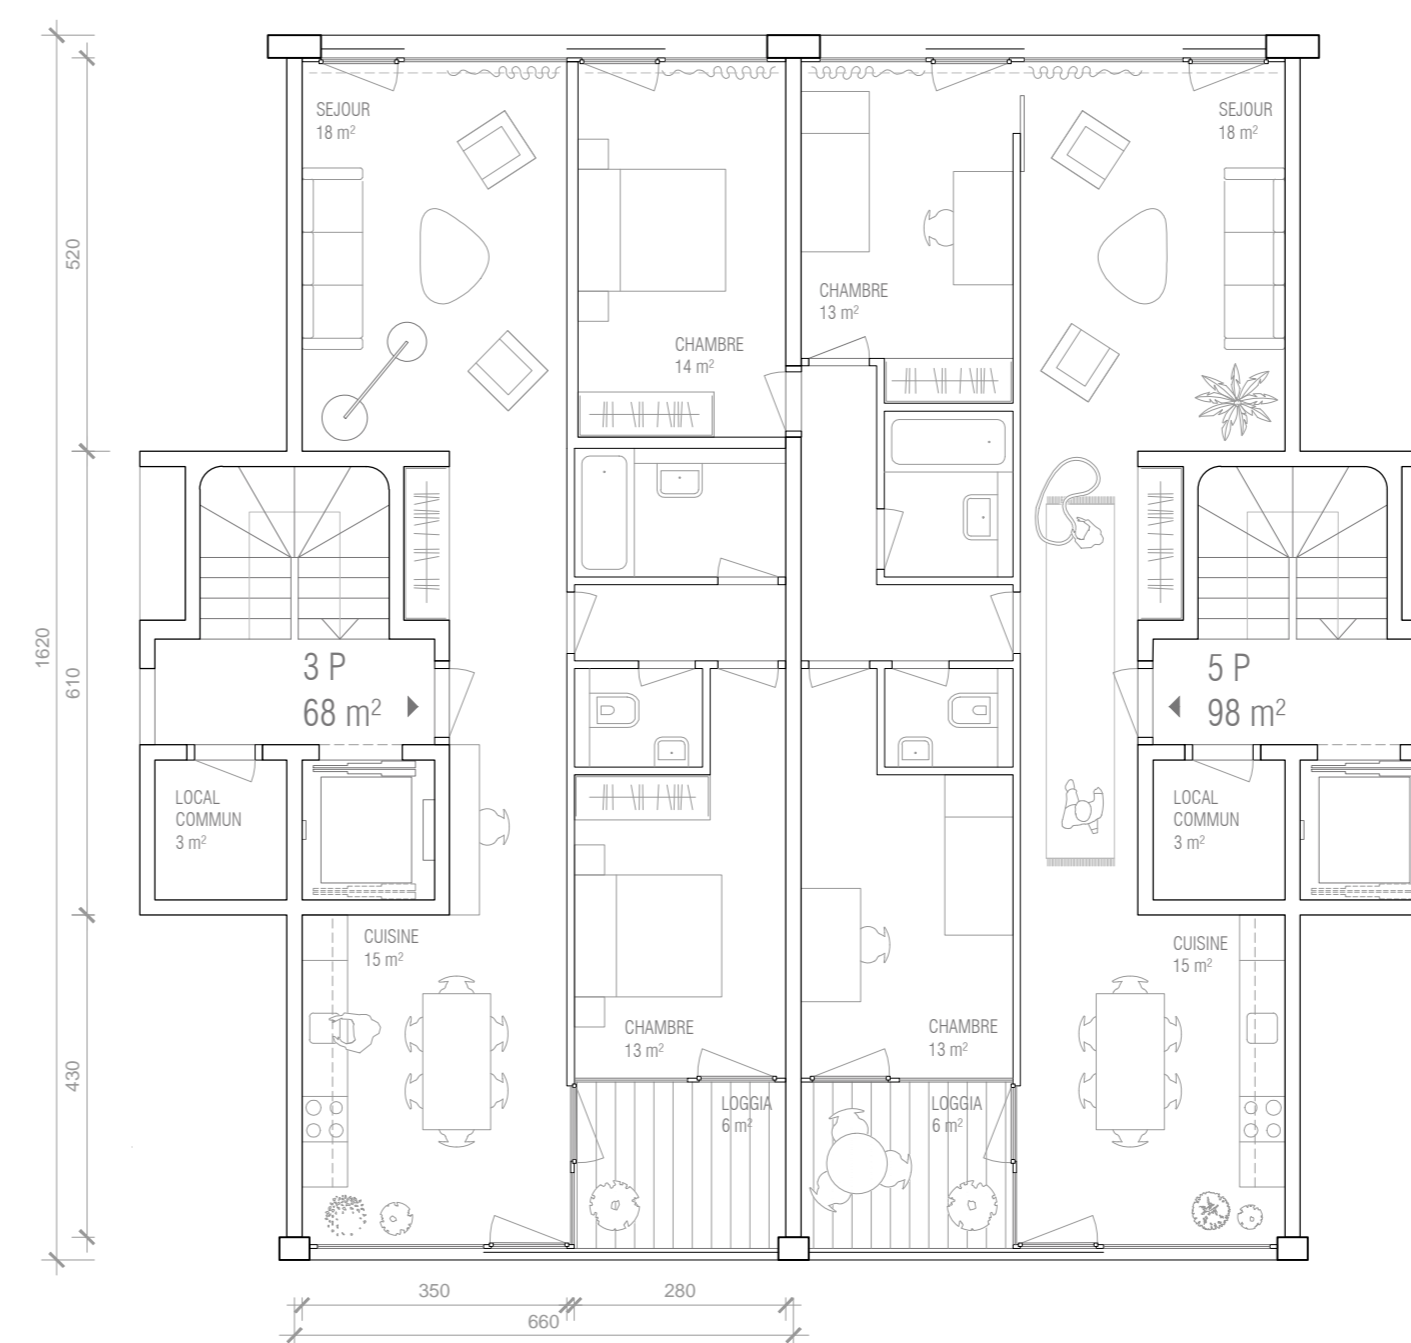 SEJOUR
18 m²
SEJOUR
18 m²
CHAMBRE
13 m²
CHAMBRE
14 m²
520
1620
610
3 P
68 m²
5 P
98 m²
LOCAL
COMMUN
3 m²
LOCAL
COMMUN
3 m²
CUISINE
15 m²
CUISINE
15 m²
CHAMBRE
13 m²
CHAMBRE
13 m²
430
LOGGIA
6 m²
LOGGIA
6 m²
350
280
660